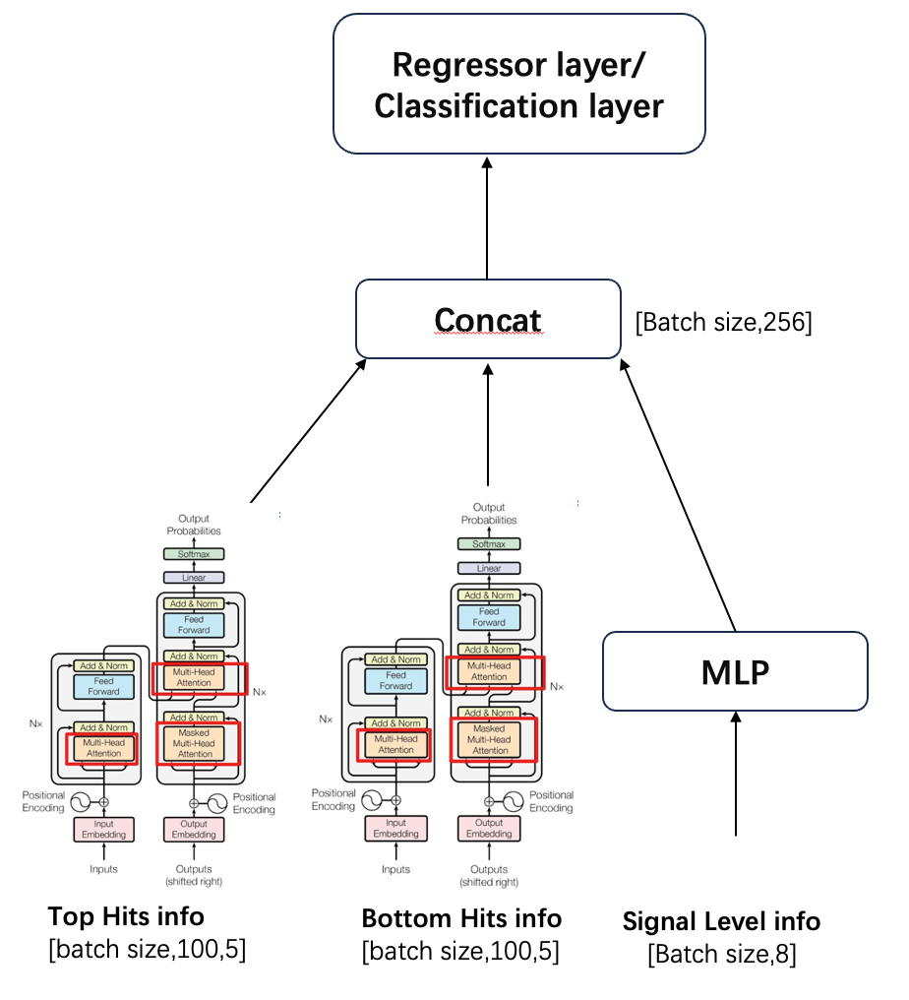 Regressor layer/
Classification layer
Concat
[Batch size,256]
Output
Probabilities
Softmax
Linear
Add & Norm
Feed
Forward
Add & Norm
Multi-Head
Attention
Add & Norm
Masked
Multi-Head
Attention
Nx
Add & Norm
Feed
Forward
Add & Norm
Multi-Head
Attention
Nx
Positional
Encoding
Positional
Encoding
Input
Embedding
Output
Embedding
Inputs
Outputs
(shifted right)
Top Hits info
[batch size,100,5]
Output
Probabilities
Softmax
Linear
Add & Norm
Feed
Forward
Add & Norm
Multi-Head
Attention
Add & Norm
Masked
Multi-Head
Attention
Nx
Add & Norm
Feed
Forward
Add & Norm
Multi-Head
Attention
Nx
Positional
Encoding
Positional
Encoding
Input
Embedding
Output
Embedding
Inputs
Outputs
(shifted right)
Bottom Hits info
[batch size,100,5]
MLP
Signal Level info
[Batch size,8]